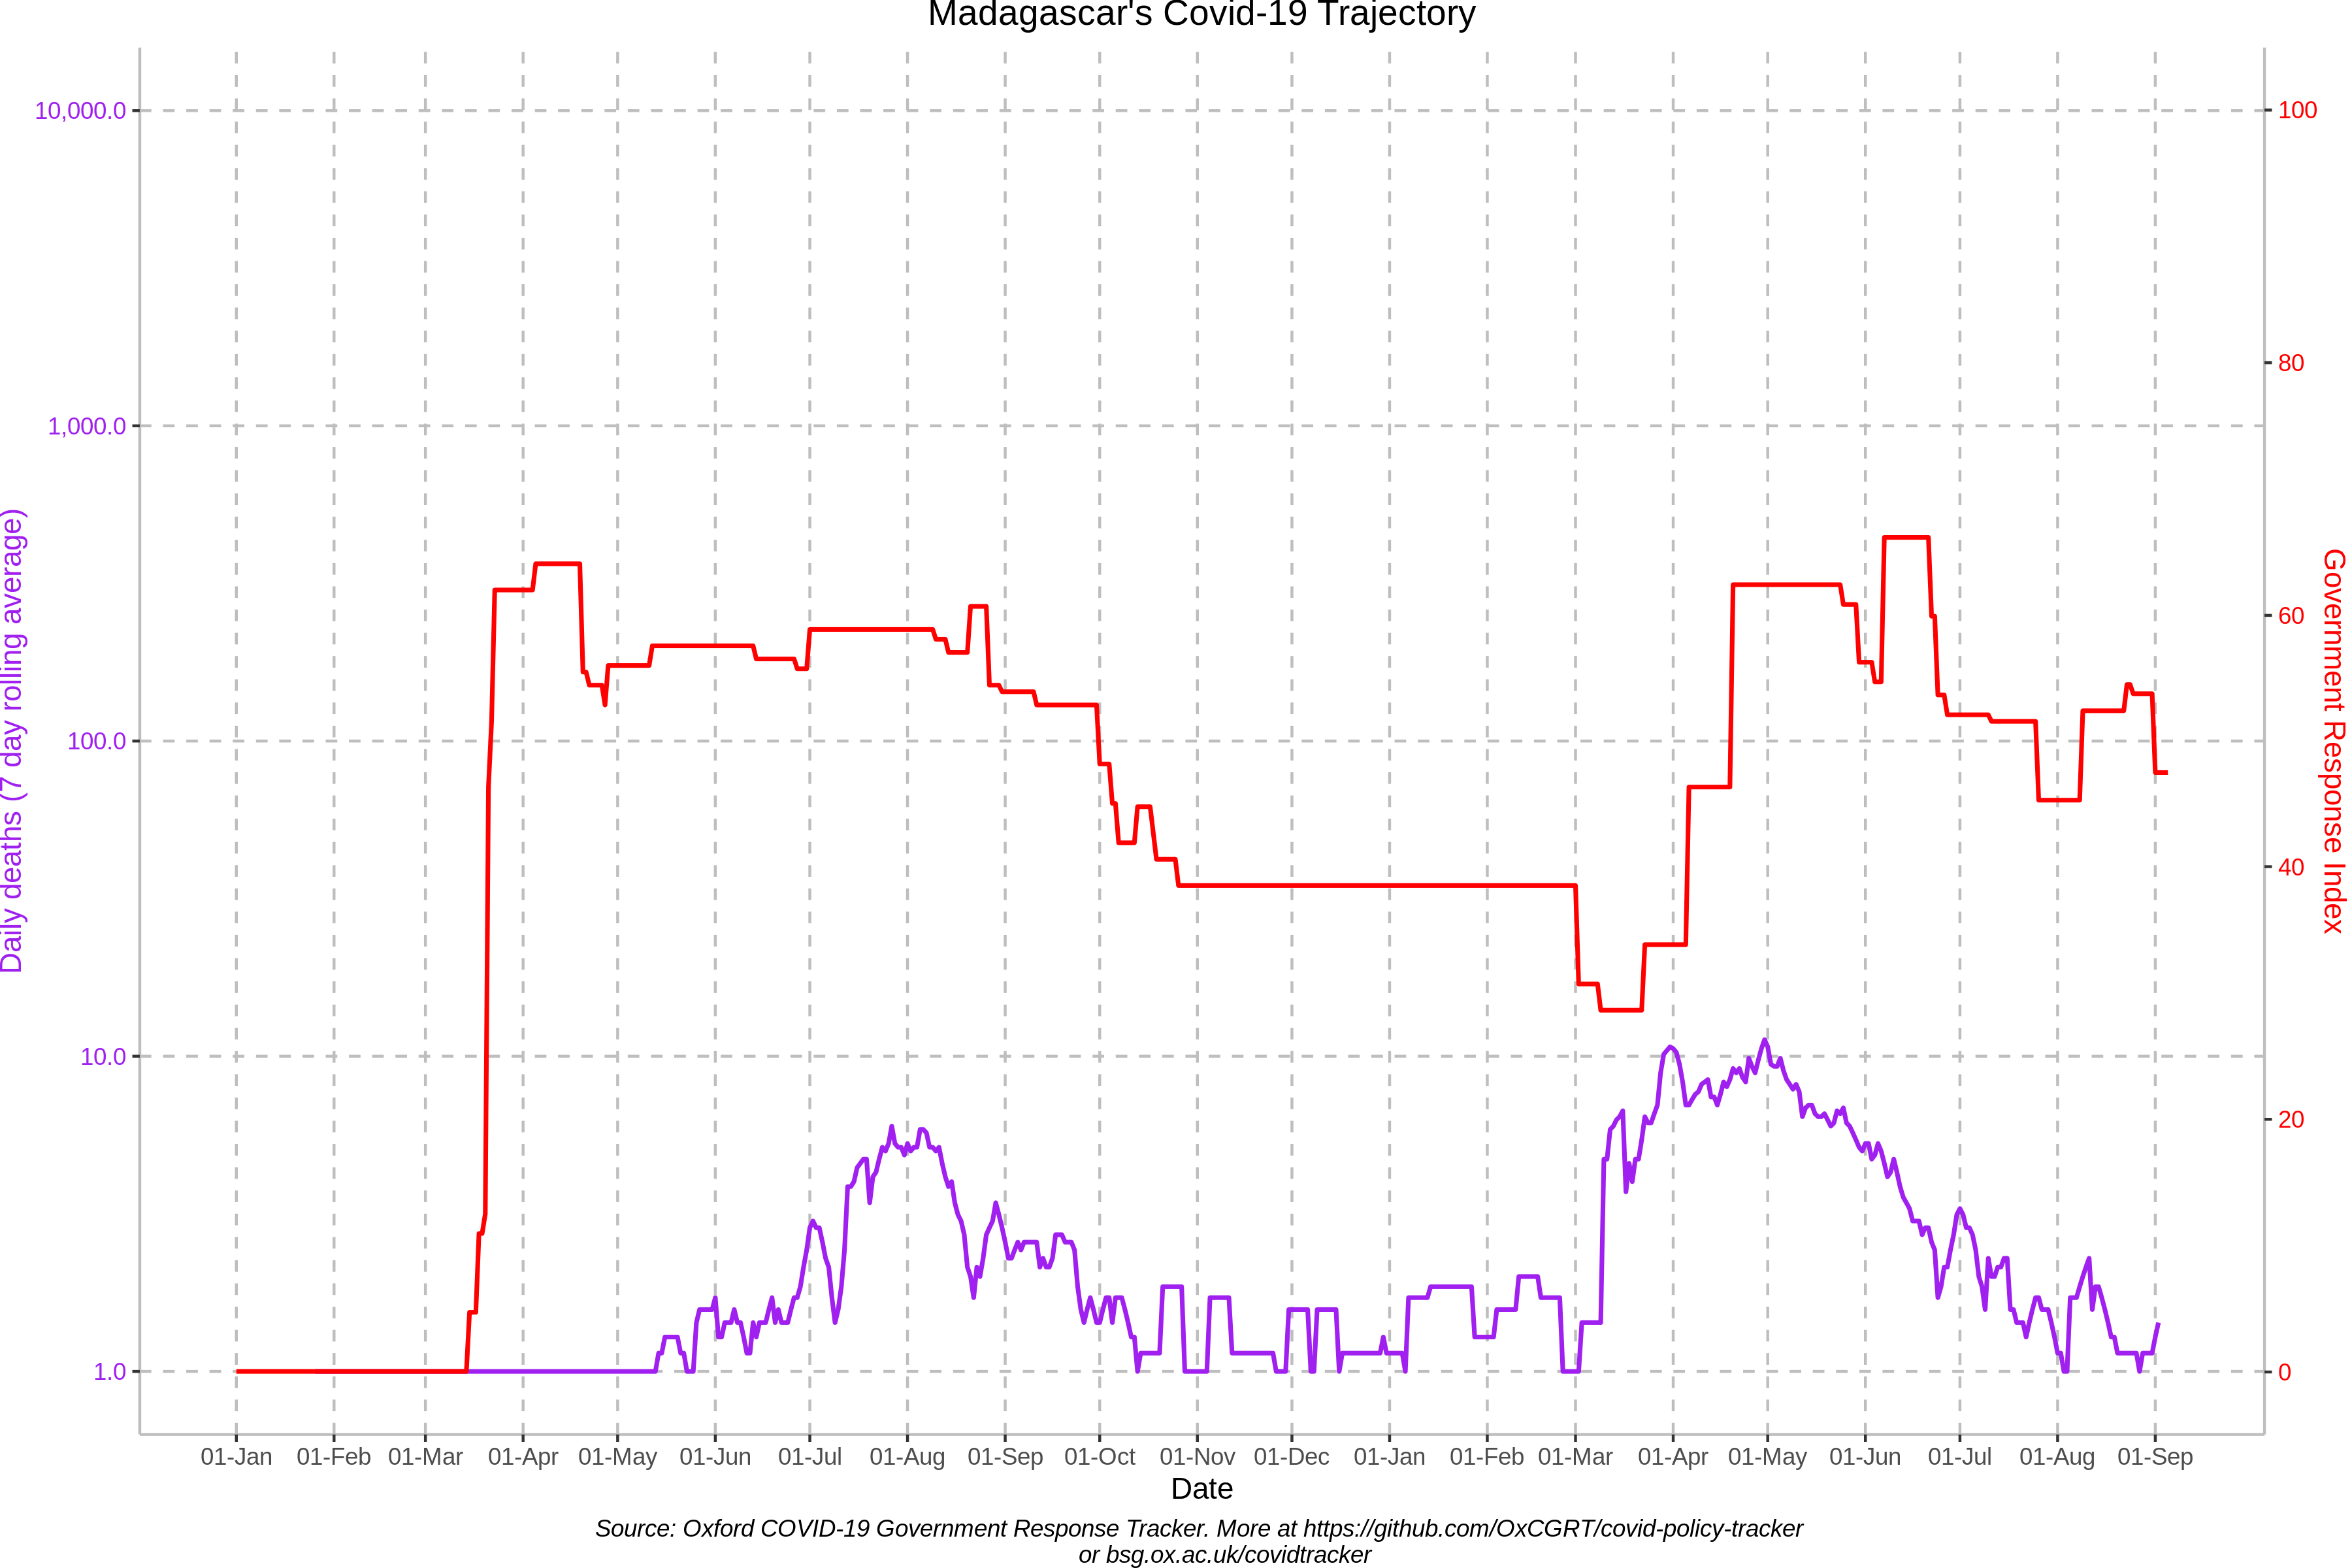 Madagascar's Covid-19 Trajectory
10,000.0
1,000.0
100.0
10.0
1.0
Daily deaths (7 day rolling average)
100
80
60
40
20
0
Government Response Index
01-Jan 01-Feb 01-Mar 01-Apr 01-May 01-Jun 01-Jul 01-Aug 01-Sep 01-Oct 01-Nov 01-Dec 01-Jan 01-Feb 01-Mar 01-Apr 01-May 01-Jun 01-Jul 01-Aug 01-Sep
Date
Source: Oxford COVID-19 Government Response Tracker. More at https://github.com/OxCGRT/covid-policy-tracker
or bsg.ox.ac.uk/covidtracker